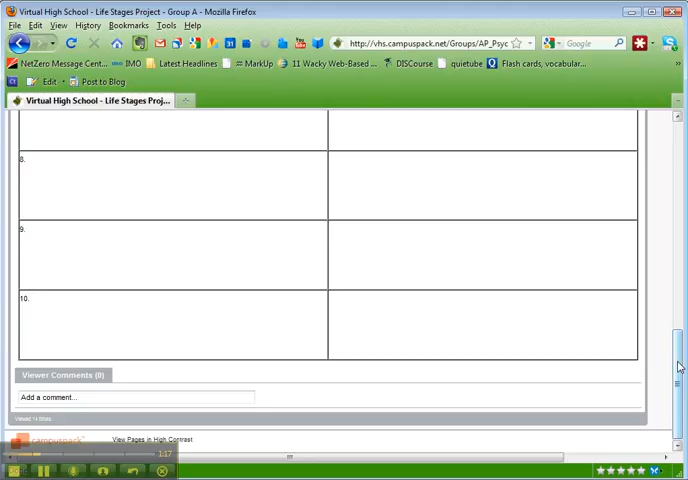 Virtual High School - Life Stages Project - Group A - Mozilla Firefox
File Edit View History Bookmarks Tools Help
http://vhs.campuspack.net/Groups/AP_Psyc
Google
NetZero Message Cent... IMO Latest Headlines MarkUp 11 Wacky Web-Based ... DISCourse quietube Flash cards, vocabular...
Edit Post to Blog
Virtual High School - Life Stages Proj...
8.
9.
10.
Viewer Comments (0)
Add a comment...
campuspack
View Pages in High Contrast
1:17